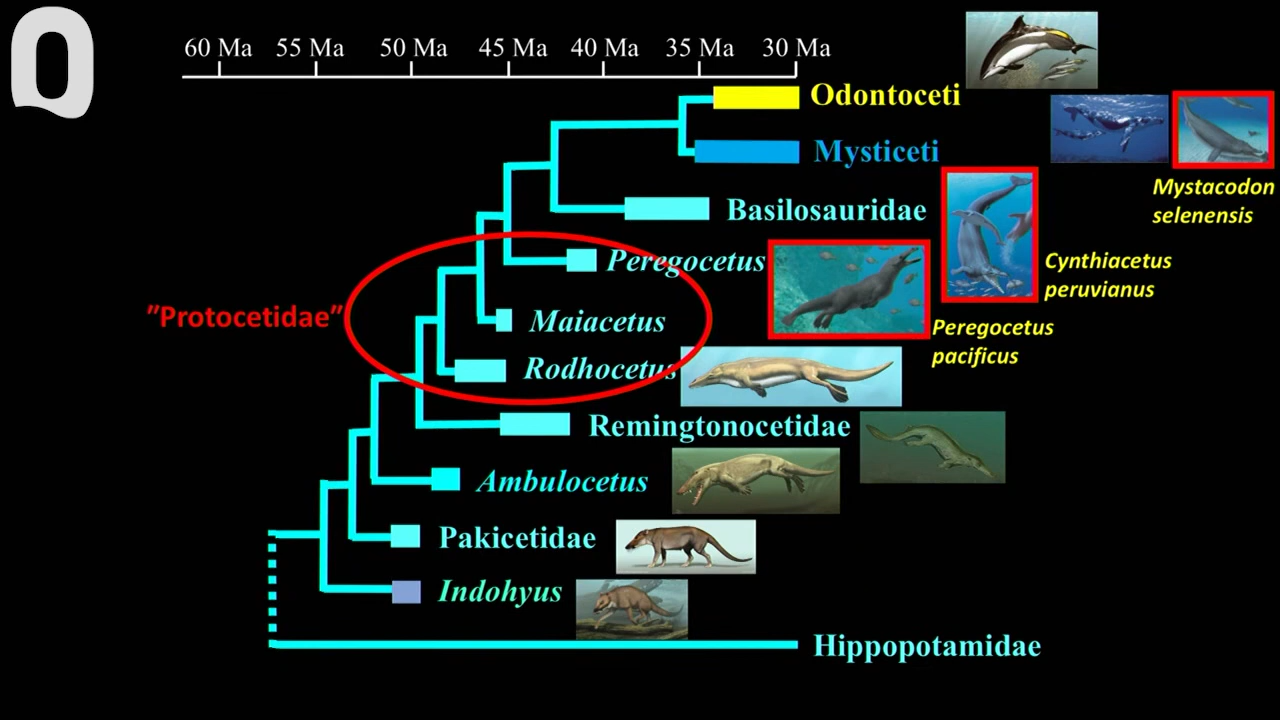 Q
60 Ma 55 Ma 50 Ma 45 Ma 40 Ma 35 Ma 30 Ma
Odontoceti
Mysticeti
Mystacodon
selenensis
Basilosauridae
Cynthiacetus
peruvianus
Peregocetus
Peregocetus
pacificus
"Protocetidae"
Maiacetus
Rodhocetus
Remingtonocetidae
Ambulocetus
Pakicetidae
Indohyus
Hippopotamidae